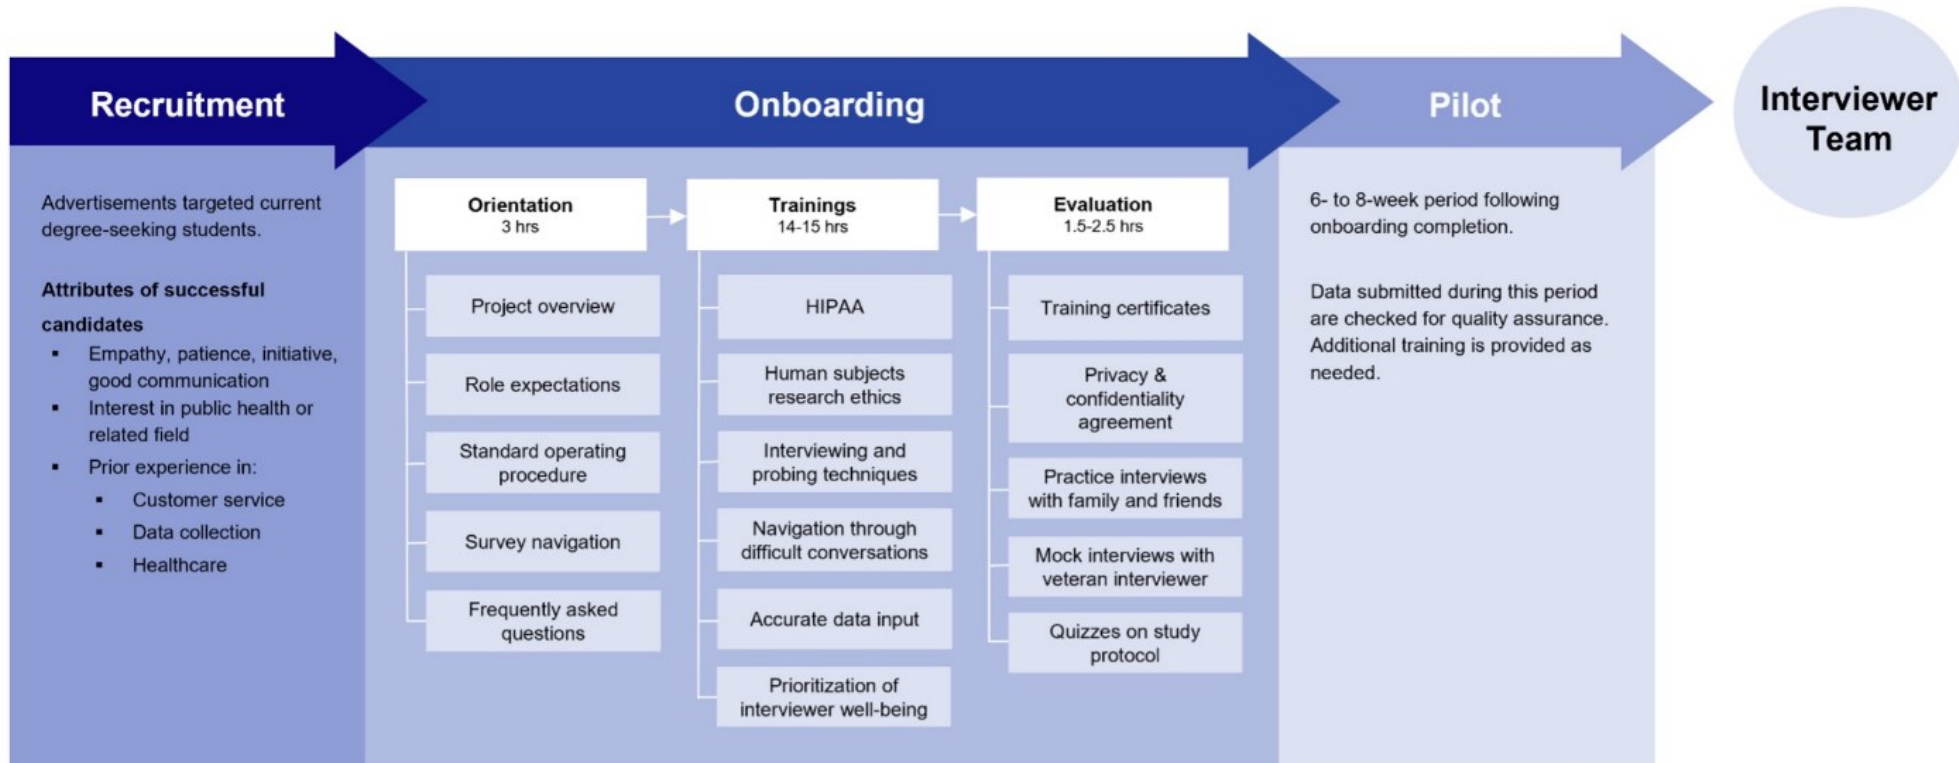 Recruitment
Onboarding
Pilot
Interviewer
Team
Advertisements targeted current
degree-seeking students.
Attributes of successful
candidates
▪ Empathy, patience, initiative,
good communication
▪ Interest in public health or
related field
▪ Prior experience in:
▪ Customer service
▪ Data collection
▪ Healthcare
Orientation
3 hrs
Project overview
Role expectations
Standard operating
procedure
Survey navigation
Frequently asked
questions
Trainings
14-15 hrs
HIPAA
Human subjects
research ethics
Interviewing and
probing techniques
Navigation through
difficult conversations
Accurate data input
Prioritization of
interviewer well-being
Evaluation
1.5-2.5 hrs
Training certificates
Privacy &
confidentiality
agreement
Practice interviews
with family and friends
Mock interviews with
veteran interviewer
Quizzes on study
protocol
6- to 8-week period following
onboarding completion.
Data submitted during this period
are checked for quality assurance.
Additional training is provided as
needed.